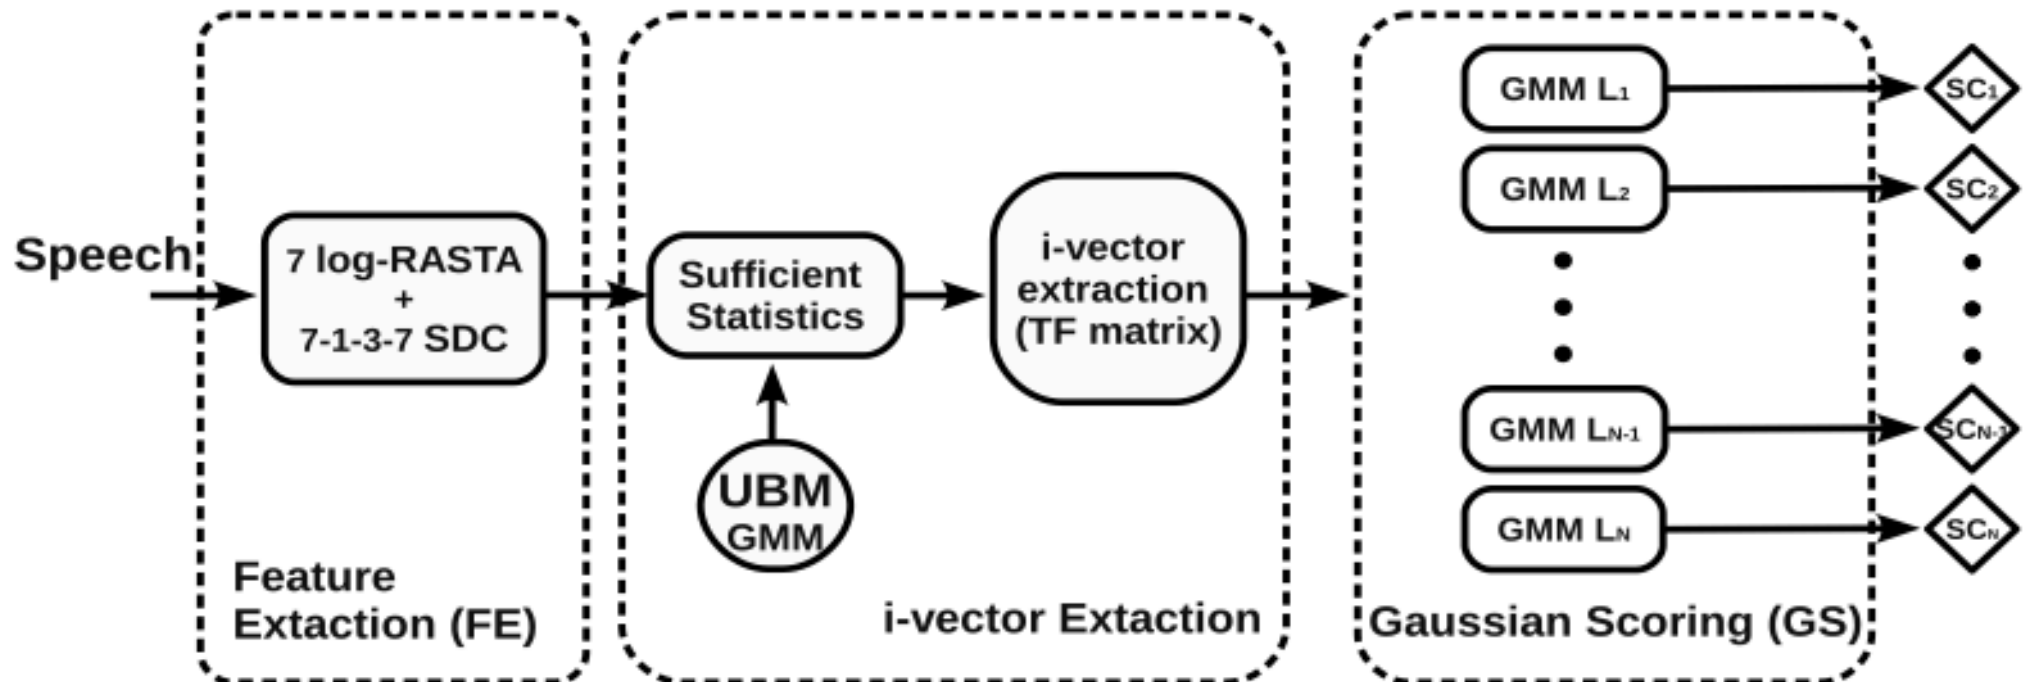 Speech
7 log-RASTA
+
7-1-3-7 SDC
Feature
Extaction (FE)
Sufficient
Statistics
UBM
GMM
i-vector
extraction
(TF matrix)
i-vector Extaction
GMM L1
GMM L2
GMM LN-1
GMM LN
Gaussian Scoring (GS)
SC1
SC2
SCN-1
SCN